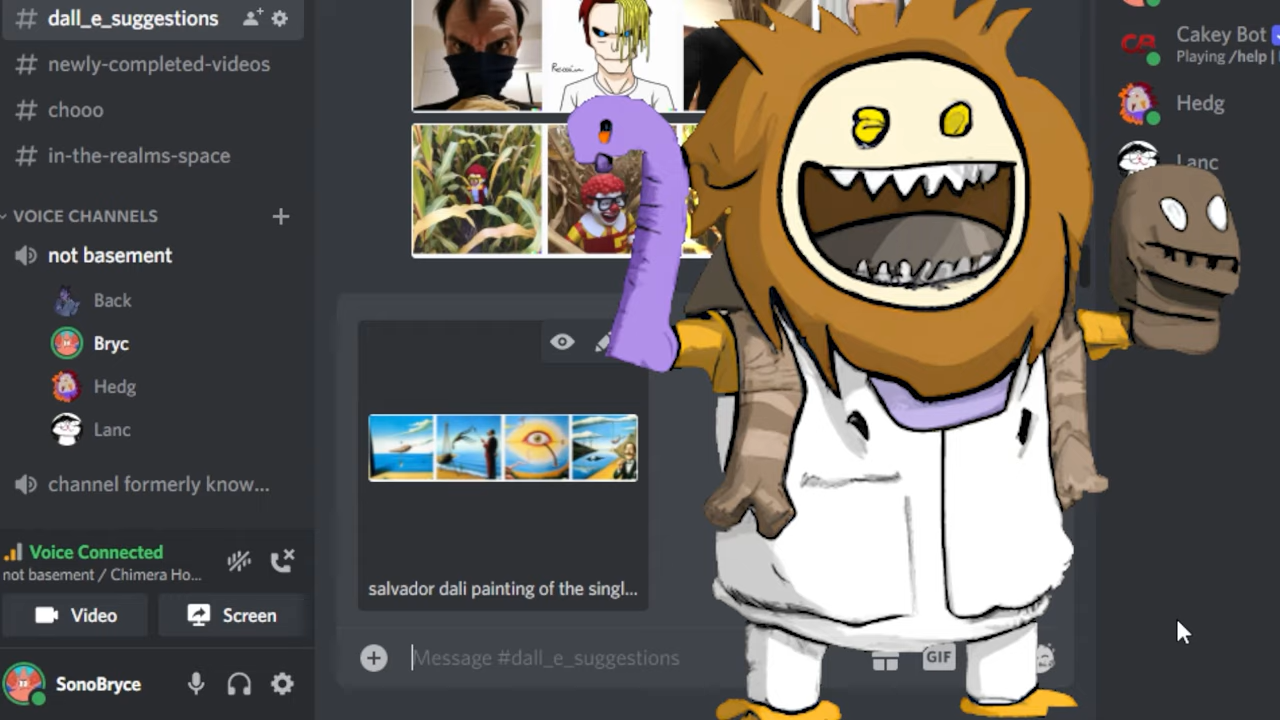 dall_e_suggestions
newly-completed-videos
chooo
in-the-realms-space
VOICE CHANNELS
not basement
Back
Bryc
Hedg
Lanc
channel formerly know...
Voice Connected
not basement / Chimera Ho...
Video
Screen
SonoBryce
salvador dali painting of the singl...
Message #dall_e_suggestions
GIF
Cakey Bot
Playing /help |
Hedg
Lanc